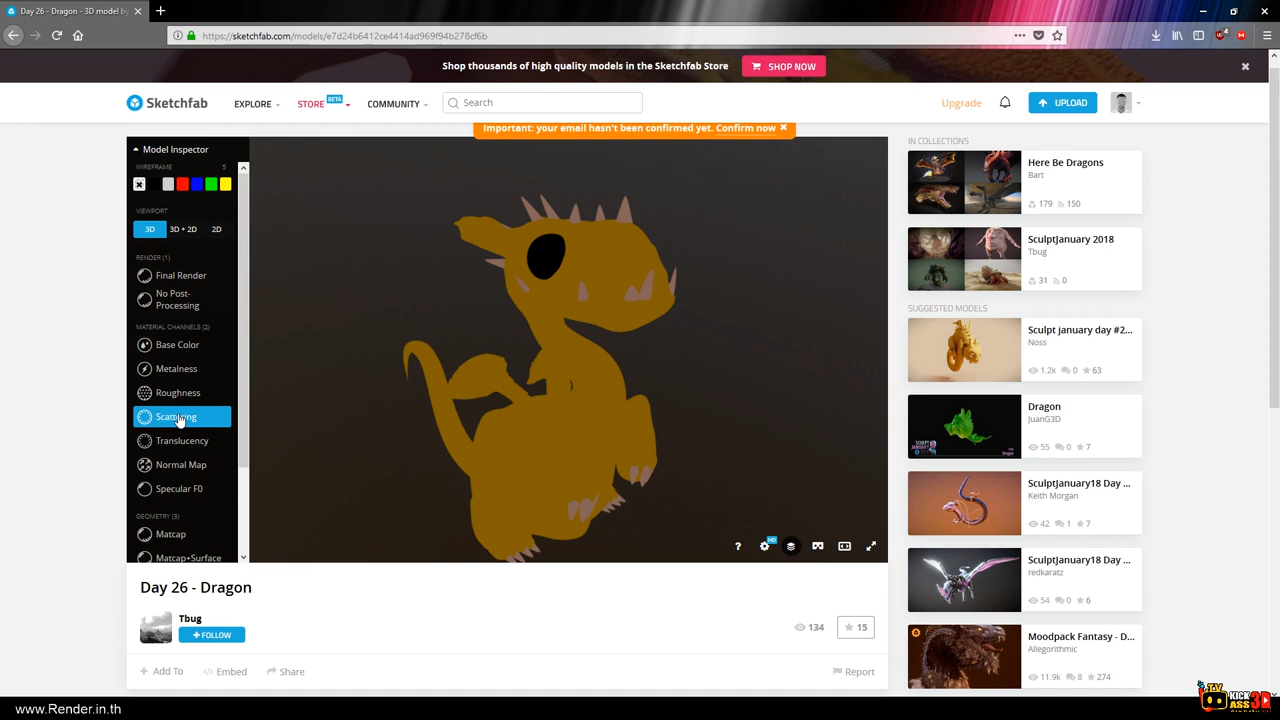 Day 26 - Dragon - 3D model by
https://sketchfab.com/models/e7d24b6412ce4414ad969f94b278cf6b
4
Shop thousands of high quality models in the Sketchfab Store
SHOP NOW
Sketchfab
EXPLORE
STORE
BETA
COMMUNITY
Search
Upgrade
UPLOAD
Important: your email hasn't been confirmed yet. Confirm now
Model Inspector
WIREFRAME 5
VIEWPORT
3D
3D + 2D
2D
RENDER (1)
Final Render
No Post-
Processing
MATERIAL CHANNELS (2)
Base Color
Metalness
Roughness
Scattering
Translucency
Normal Map
Specular F0
GEOMETRY (3)
Matcap
Matcap+Surface
?
HD
Day 26 - Dragon
Tbug
+ FOLLOW
134
15
Add To
Embed
Share
Report
IN COLLECTIONS
Here Be Dragons
Bart
179 150
SculptJanuary 2018
Tbug
31 0
SUGGESTED MODELS
Sculpt january day #2...
Noss
1.2k 0 63
Dragon
JuanG3D
55 0 7
SculptJanuary18 Day ...
Keith Morgan
42 1 7
SculptJanuary18 Day ...
redkaratz
54 0 6
Moodpack Fantasy - D...
Allegorithmic
11.9k 8 274
www.Render.in.th
TV
KICK
ASS3D